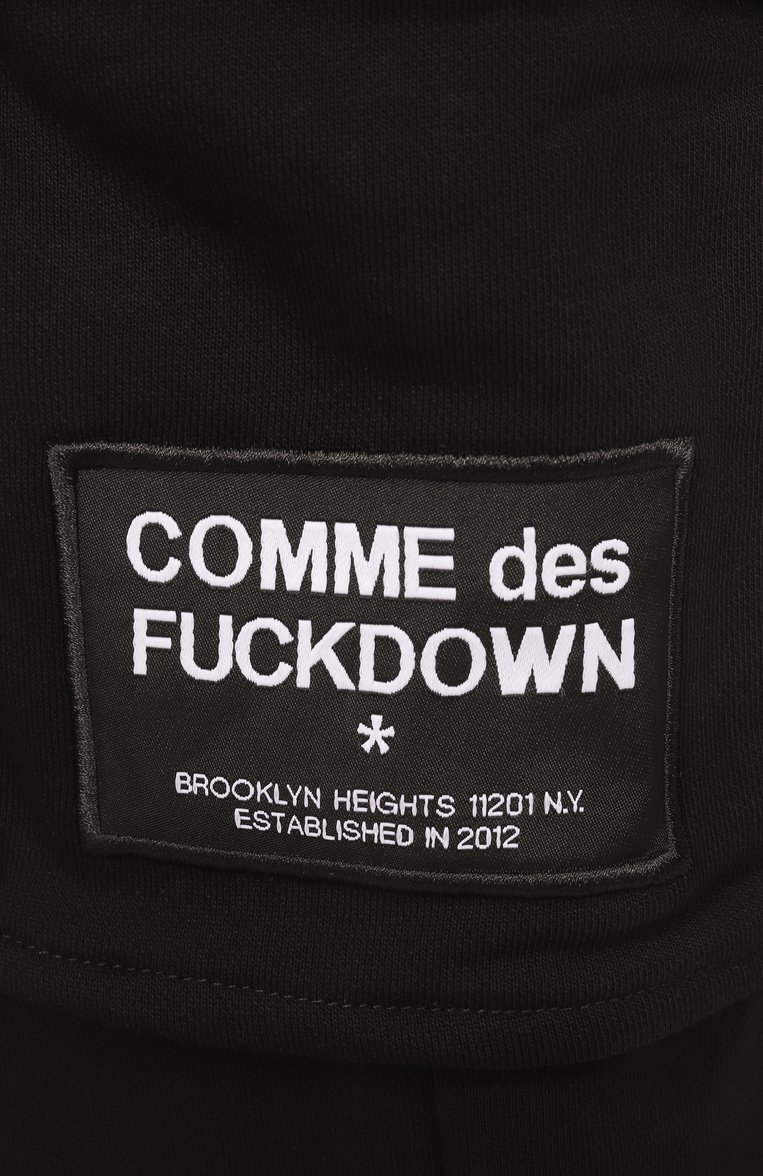 COMME des
FUCKDOWN
*
BROOKLYN HEIGHTS 11201 N.Y.
ESTABLISHED IN 2012